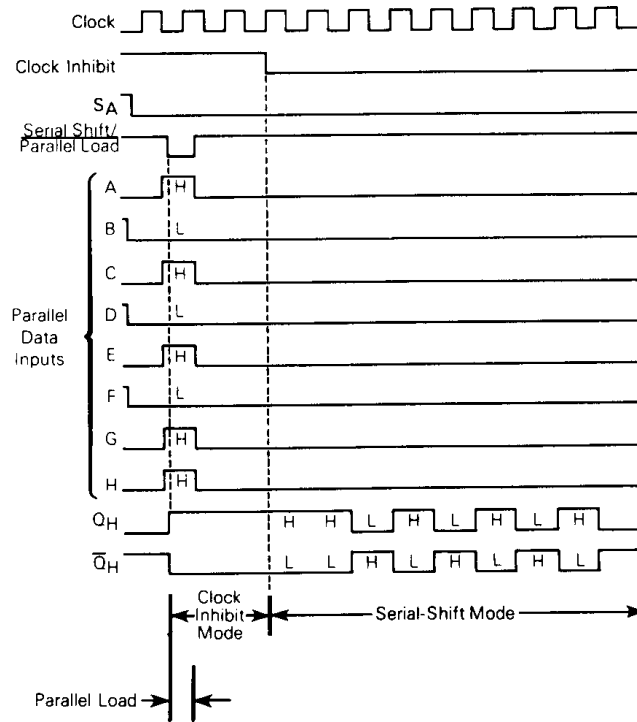 Clock
Clock Inhibit
SA
Serial Shift/
Parallel Load
A H
B L
C H
D L
Parallel
Data
Inputs
E H
F L
G H
H H
QH H H L H L H L H
Q̅H L L H L H L H L
Clock
Inhibit
Mode
Serial-Shift Mode
Parallel Load